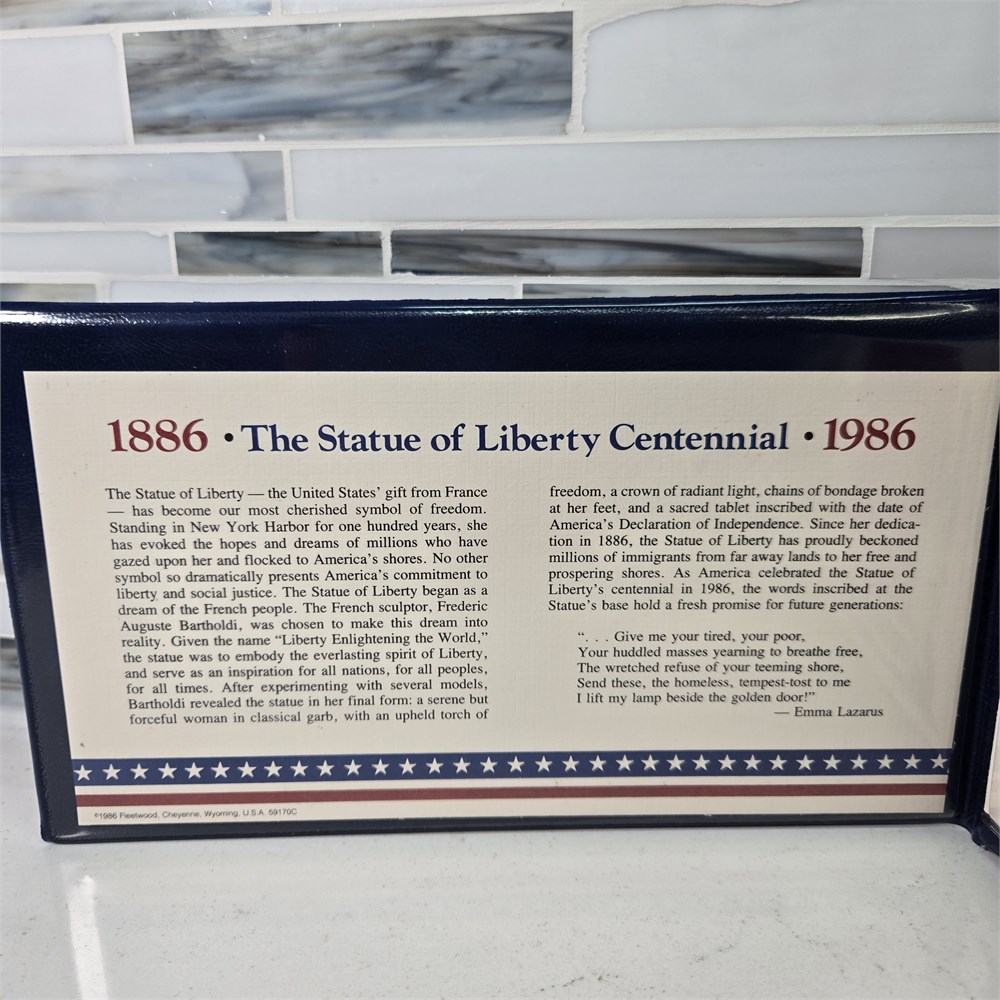 1886 • The Statue of Liberty Centennial • 1986
The Statue of Liberty — the United States' gift from France
— has become our most cherished symbol of freedom.
Standing in New York Harbor for one hundred years, she
has evoked the hopes and dreams of millions who have
gazed upon her and flocked to America's shores. No other
symbol so dramatically presents America's commitment to
liberty and social justice. The Statue of Liberty began as a
dream of the French people. The French sculptor, Frederic
Auguste Bartholdi, was chosen to make this dream into
reality. Given the name "Liberty Enlightening the World,"
the statue was to embody the everlasting spirit of Liberty,
and serve as an inspiration for all nations, for all peoples,
for all times. After experimenting with several models,
Bartholdi revealed the statue in her final form: a serene but
forceful woman in classical garb, with an upheld torch of
freedom, a crown of radiant light, chains of bondage broken
at her feet, and a sacred tablet inscribed with the date of
America's Declaration of Independence. Since her dedica-
tion in 1886, the Statue of Liberty has proudly beckoned
millions of immigrants from far away lands to her free and
prospering shores. As America celebrated the Statue of
Liberty's centennial in 1986, the words inscribed at the
Statue's base hold a fresh promise for future generations:
". . . Give me your tired, your poor,
Your huddled masses yearning to breathe free,
The wretched refuse of your teeming shore,
Send these, the homeless, tempest-tost to me
I lift my lamp beside the golden door!"
— Emma Lazarus
©1986 Fleetwood, Cheyenne, Wyoming, U.S.A. 59170C